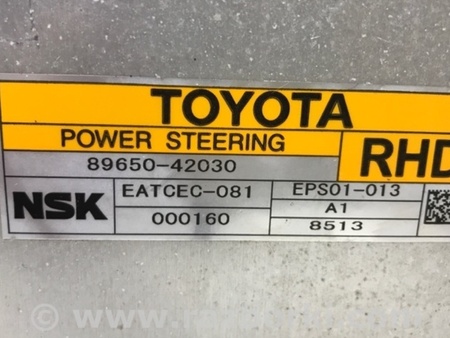 TOYOTA
POWER STEERING
89650-42030
RHD
NSK
EATCEC-081
EPS01-013
000160
A1
8513